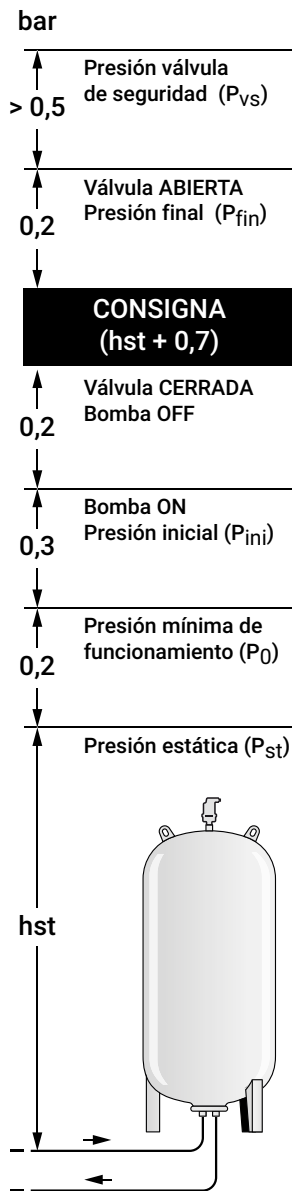 bar
Presión válvula
de seguridad (Pvs)
> 0,5
Válvula ABIERTA
Presión final (Pfin)
0,2
CONSIGNA
(hst + 0,7)
Válvula CERRADA
Bomba OFF
0,2
Bomba ON
Presión inicial (Pini)
0,3
Presión mínima de
funcionamiento (P0)
0,2
Presión estática (Pst)
hst